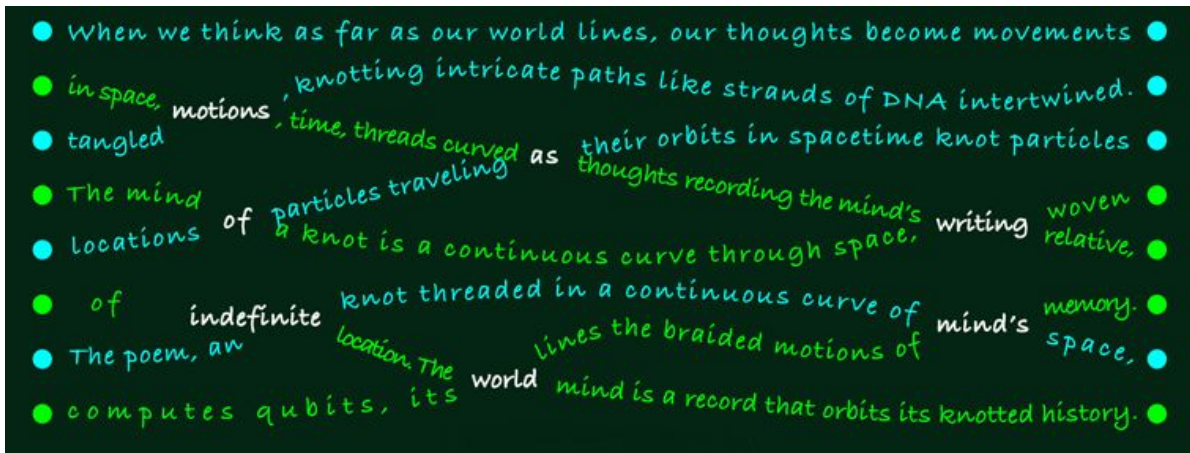 When we think as far as our world lines, our thoughts become movements
in space, motions, knotting intricate paths like strands of DNA intertwined.
tangled , time, threads curved as their orbits in spacetime knot particles
The mind of particles traveling thoughts recording the mind's writing woven
locations a knot is a continuous curve through space, relative,
of indefinite knot threaded in a continuous curve of mind's memory.
The poem, an location. The lines the braided motions of space,
computes qubits, its world mind is a record that orbits its knotted history.